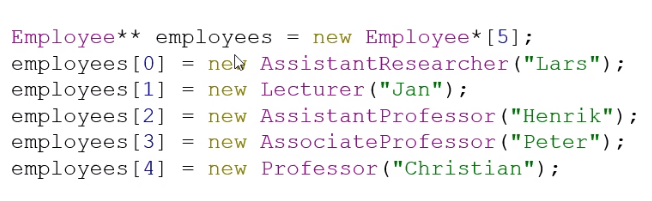 Employee** employees = new Employee*[5];
employees[0] = new AssistantResearcher("Lars");
employees[1] = new Lecturer("Jan");
employees[2] = new AssistantProfessor("Henrik");
employees[3] = new AssociateProfessor("Peter");
employees[4] = new Professor("Christian");